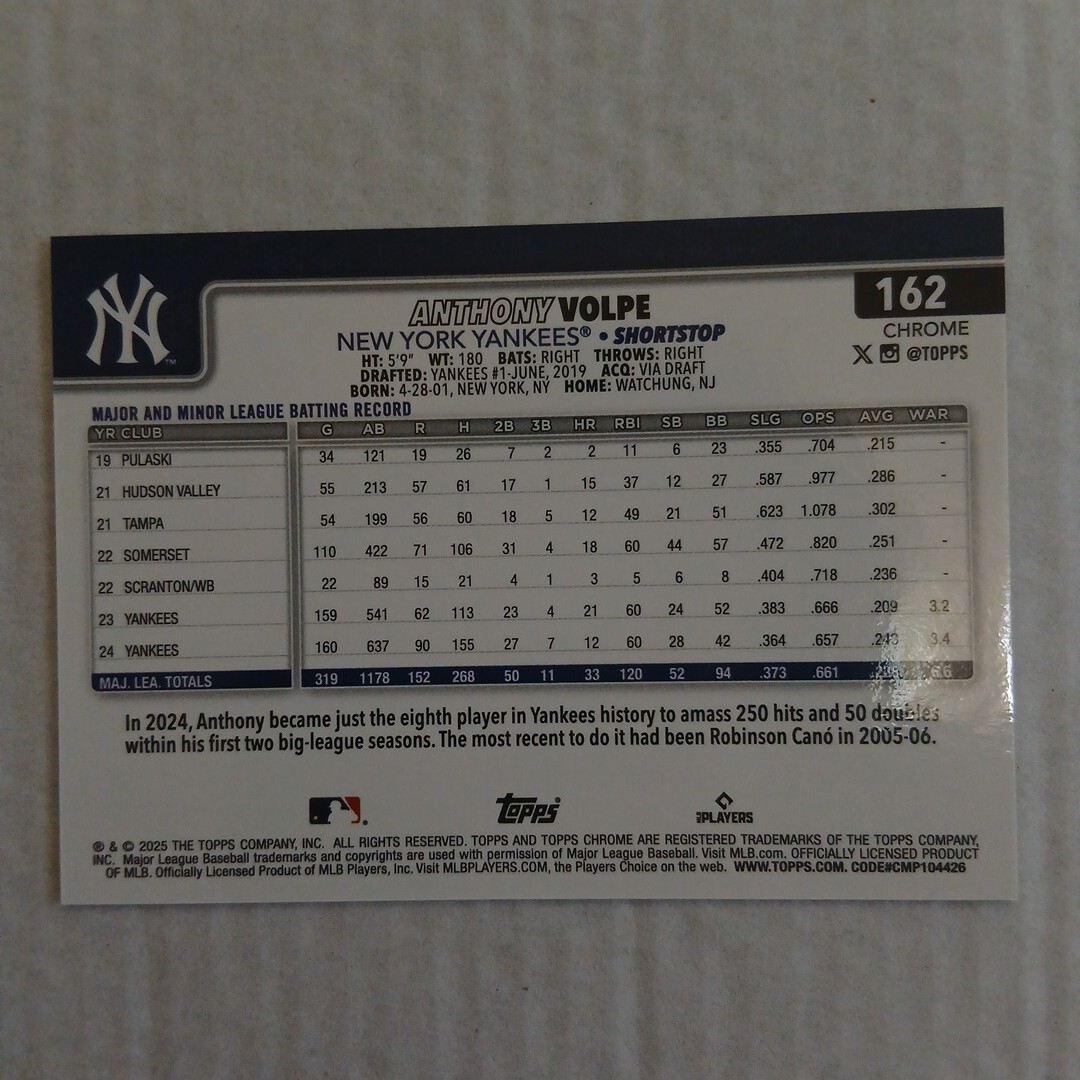 NY™
162
CHROME
X @TOPPS
ANTHONY VOLPE
NEW YORK YANKEES® • SHORTSTOP
HT: 5'9" WT: 180 BATS: RIGHT THROWS: RIGHT
DRAFTED: YANKEES #1-JUNE, 2019 ACQ: VIA DRAFT
BORN: 4-28-01, NEW YORK, NY HOME: WATCHUNG, NJ
MAJOR AND MINOR LEAGUE BATTING RECORD
YR CLUB G AB R H 2B 3B HR RBI SB BB SLG OPS AVG WAR
19 PULASKI 34 121 19 26 7 2 2 11 6 23 .355 .704 .215 -
21 HUDSON VALLEY 55 213 57 61 17 1 15 37 12 27 .587 .977 .286 -
21 TAMPA 54 199 56 60 18 5 12 49 21 51 .623 1.078 .302 -
22 SOMERSET 110 422 71 106 31 4 18 60 44 57 .472 .820 .251 -
22 SCRANTON/WB 22 89 15 21 4 1 3 5 6 8 .404 .718 .236 -
23 YANKEES 159 541 62 113 23 4 21 60 24 52 .383 .666 .209 3.2
24 YANKEES 160 637 90 155 27 7 12 60 28 42 .364 .657 .243 3.4
MAJ. LEA. TOTALS 319 1178 152 268 50 11 33 120 52 94 .373 .661 6.6
In 2024, Anthony became just the eighth player in Yankees history to amass 250 hits and 50 doubles
within his first two big-league seasons. The most recent to do it had been Robinson Canó in 2005-06.
topps® MLB PLAYERS
® & © 2025 THE TOPPS COMPANY, INC. ALL RIGHTS RESERVED. TOPPS AND TOPPS CHROME ARE REGISTERED TRADEMARKS OF THE TOPPS COMPANY,
INC. Major League Baseball trademarks and copyrights are used with permission of Major League Baseball. Visit MLB.com. OFFICIALLY LICENSED PRODUCT
OF MLB. Officially Licensed Product of MLB Players, Inc. Visit MLBPLAYERS.COM, the Players Choice on the web. WWW.TOPPS.COM. CODE#CMP104426